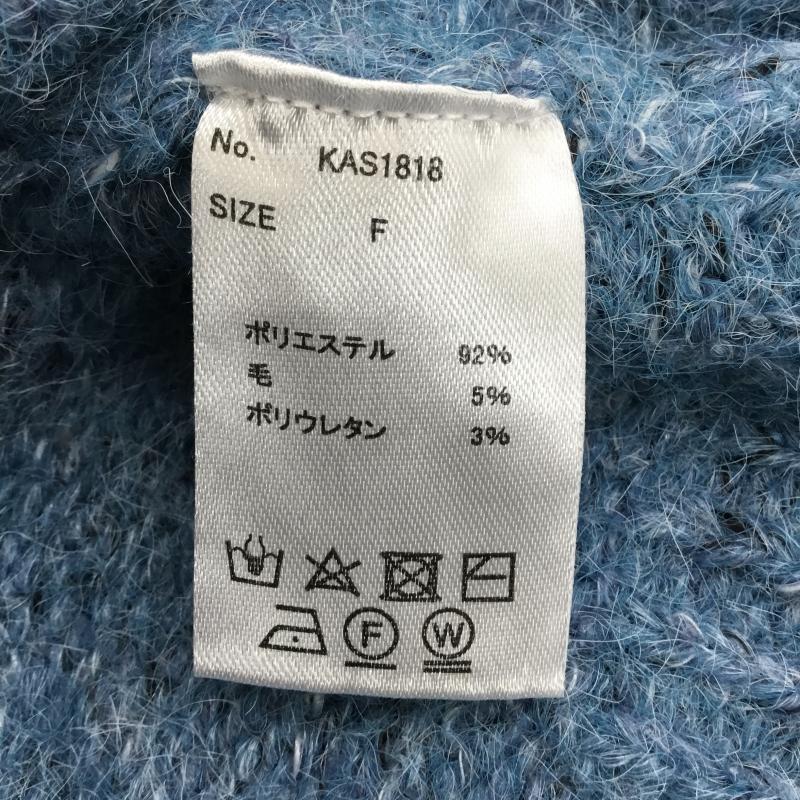 No. KAS1818
SIZE F
ポリエステル 92%
毛 5%
ポリウレタン 3%
F W